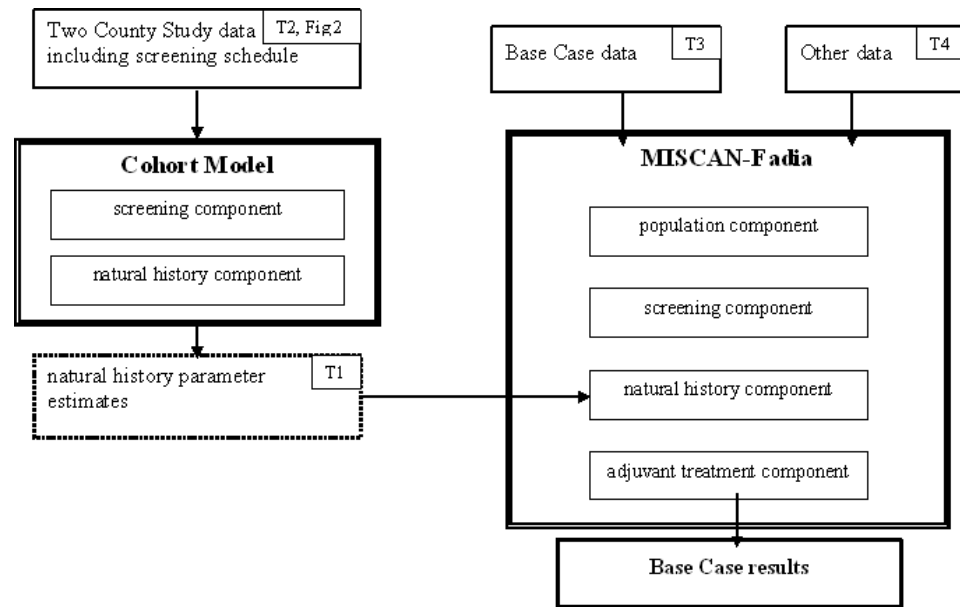 Two County Study data
T2, Fig2
including screening schedule
Base Case data
T3
Other data
T4
Cohort Model
screening component
natural history component
natural history parameter
T1
estimates
MISCAN-Fadia
population component
screening component
natural history component
adjuvant treatment component
Base Case results